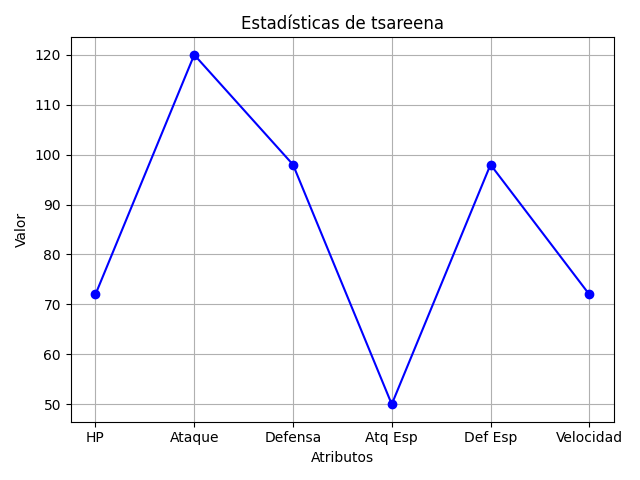 Estadísticas de tsareena
Valor
120
110
100
90
80
70
60
50
HP Ataque Defensa Atq Esp Def Esp Velocidad
Atributos